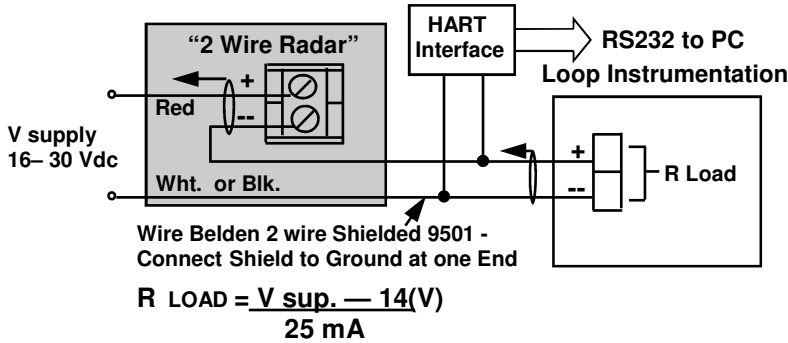 “2 Wire Radar”
HART
Interface
RS232 to PC
Loop Instrumentation
+
Red
--
V supply
16– 30 Vdc
+
R Load
--
Wht. or Blk.
Wire Belden 2 wire Shielded 9501 -
Connect Shield to Ground at one End
R LOAD = V sup. — 14(V)
25 mA